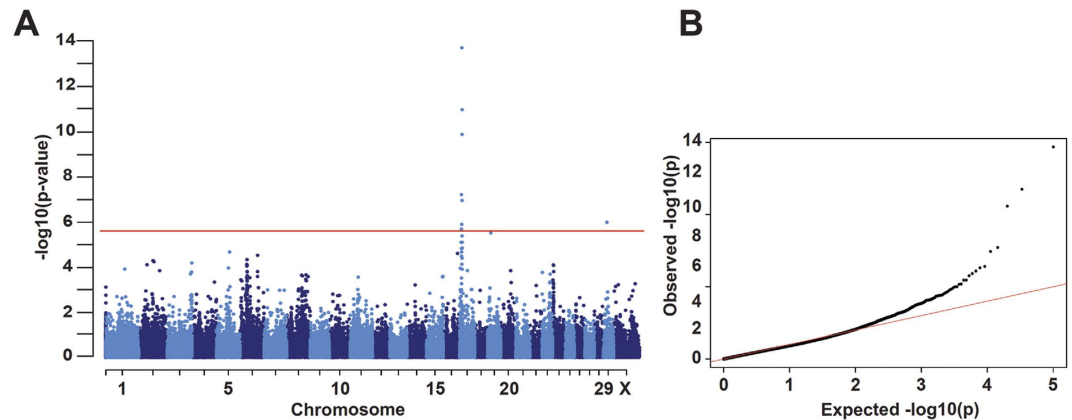 A
14
12
10
8
6
4
2
0
-log10(p-value)
1 5 10 15 20 29 X
Chromosome
B
14
12
10
8
6
4
2
0
Observed -log10(p)
0 1 2 3 4 5
Expected -log10(p)